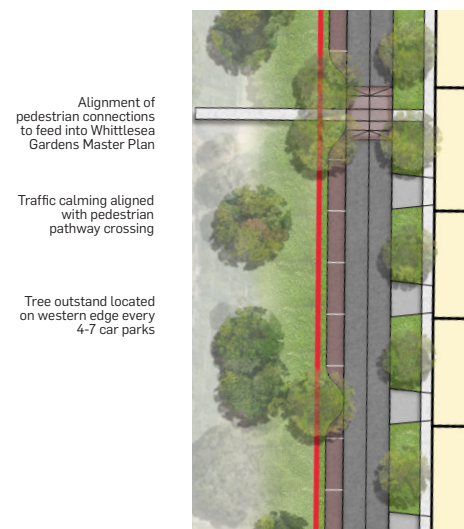 Alignment of
pedestrian connections
to feed into Whittlesea
Gardens Master Plan
Traffic calming aligned
with pedestrian
pathway crossing
Tree outstand located
on western edge every
4-7 car parks